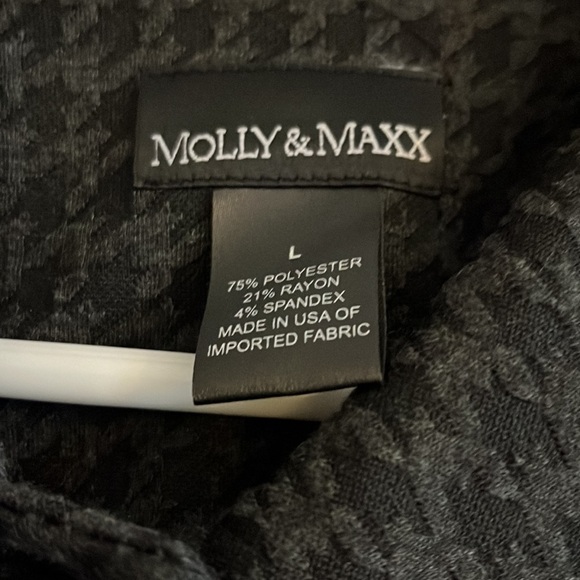 MOLLY & MAXX
L
75% POLYESTER
21% RAYON
4% SPANDEX
MADE IN USA OF
IMPORTED FABRIC